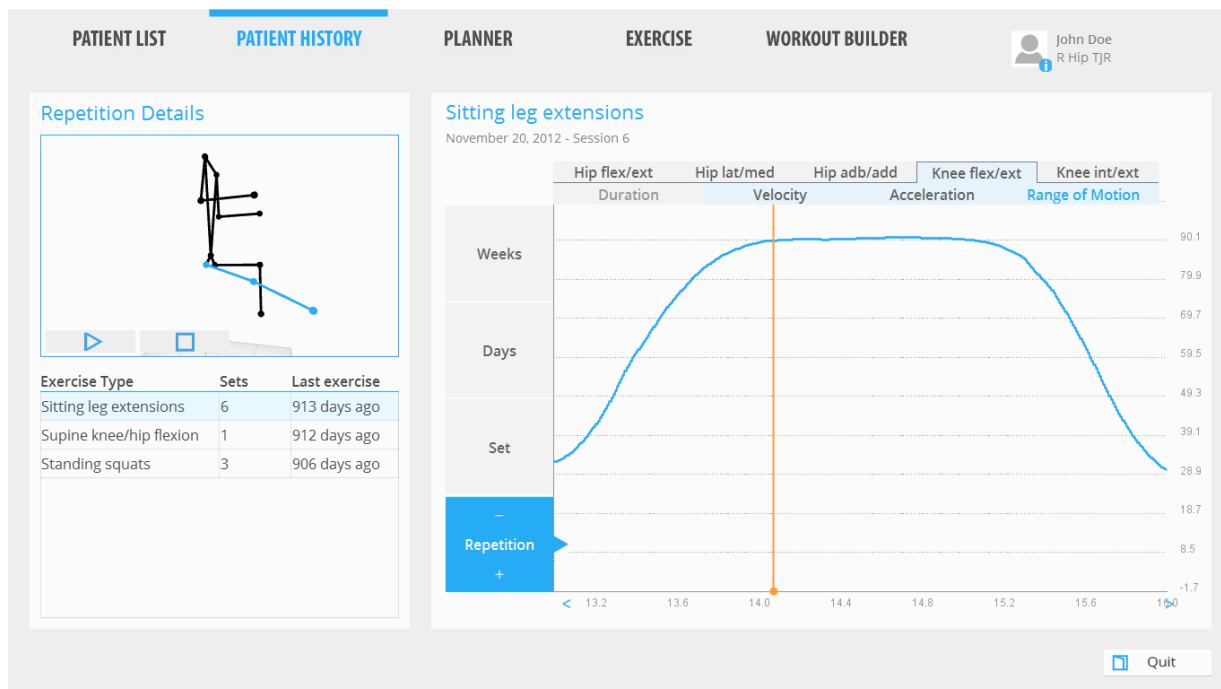 PATIENT LIST PATIENT HISTORY PLANNER EXERCISE WORKOUT BUILDER
John Doe
R Hip TJR
Repetition Details
Exercise Type Sets Last exercise
Sitting leg extensions 6 913 days ago
Supine knee/hip flexion 1 912 days ago
Standing squats 3 906 days ago
Sitting leg extensions
November 20, 2012 - Session 6
Hip flex/ext Hip lat/med Hip adb/add Knee flex/ext Knee int/ext
Duration Velocity Acceleration Range of Motion
Weeks
Days
Set
–
Repetition
+
90.1
79.9
69.7
59.5
49.3
39.1
28.9
18.7
8.5
-1.7
< 13.2 13.6 14.0 14.4 14.8 15.2 15.6 16.0 >
Quit